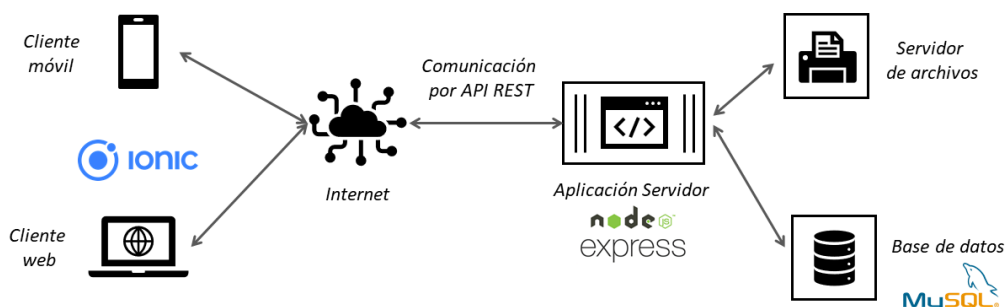 Cliente
móvil
IONIC
Cliente
web
Internet
Comunicación
por API REST
</>
Aplicación Servidor
node JS
express
Servidor
de archivos
Base de datos
MySQL